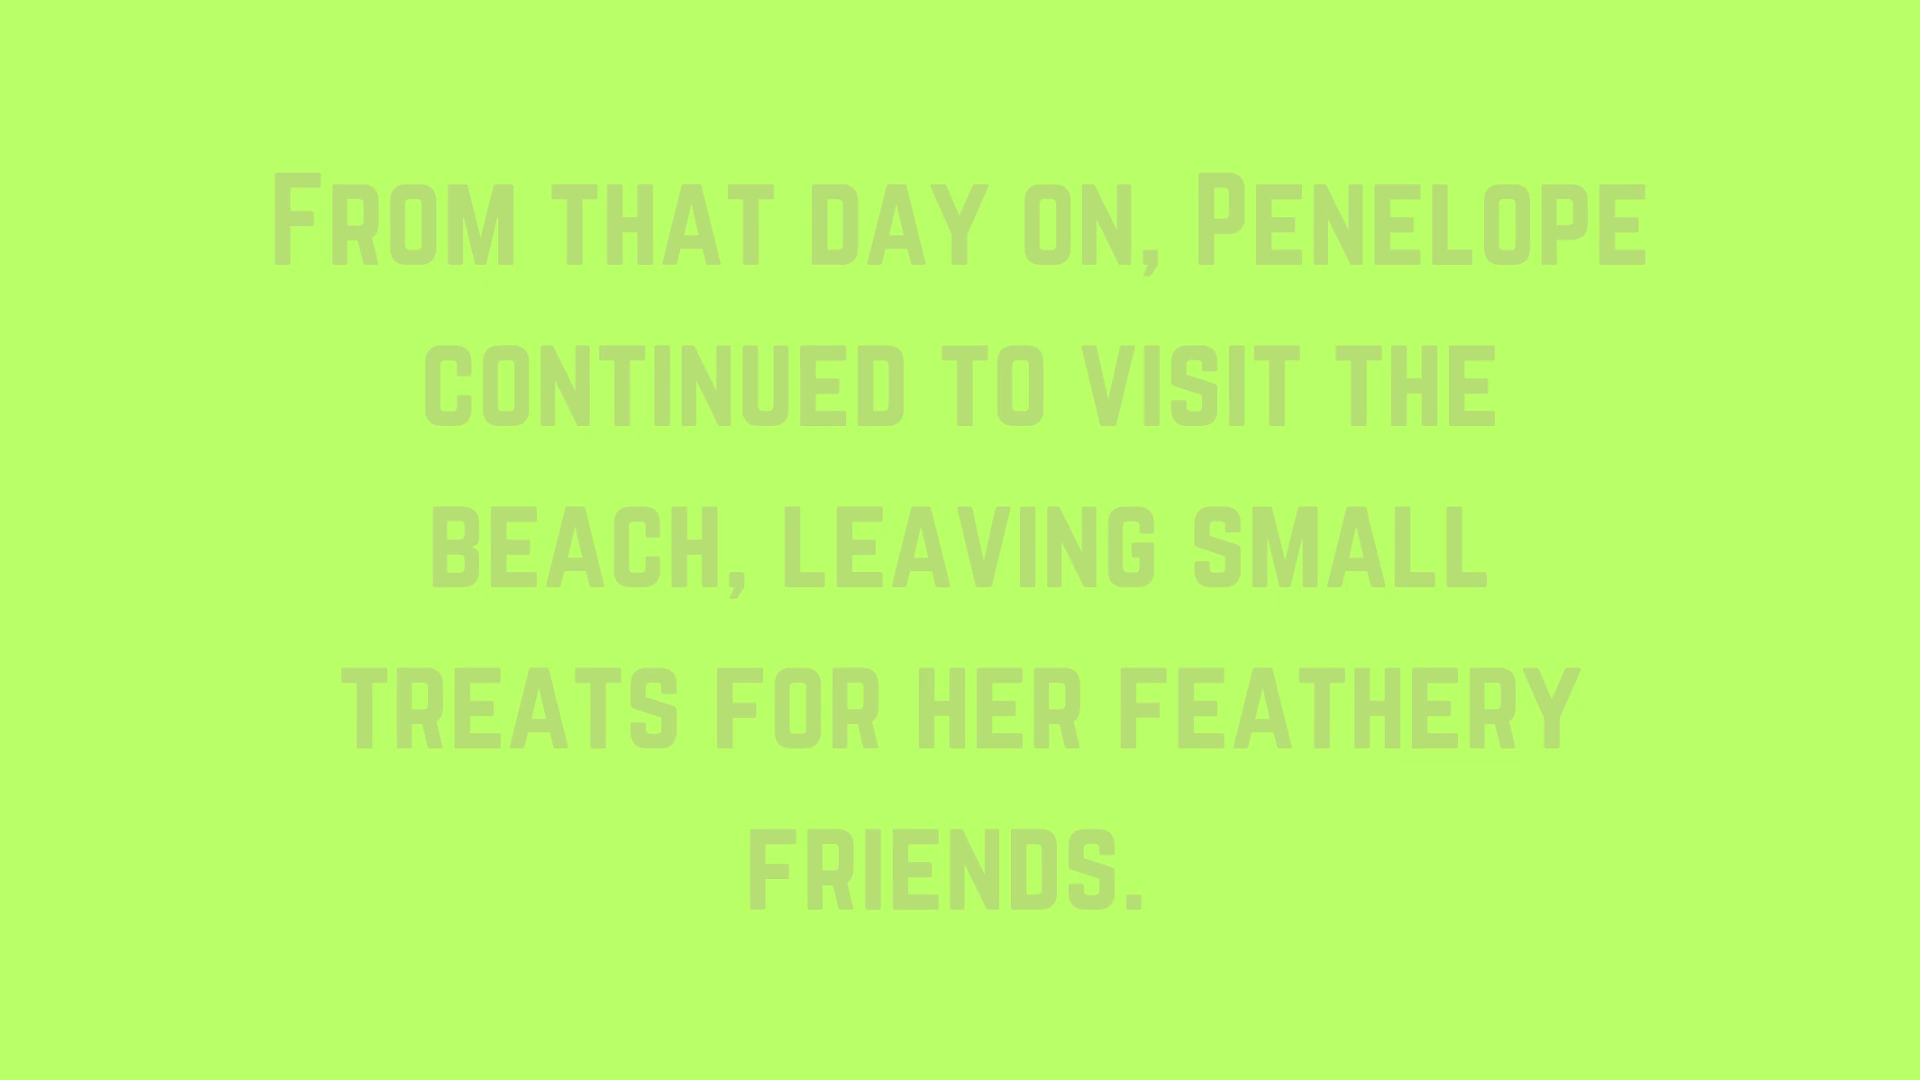 From that day on, Penelope
continued to visit the
beach, leaving small
treats for her feathery
friends.